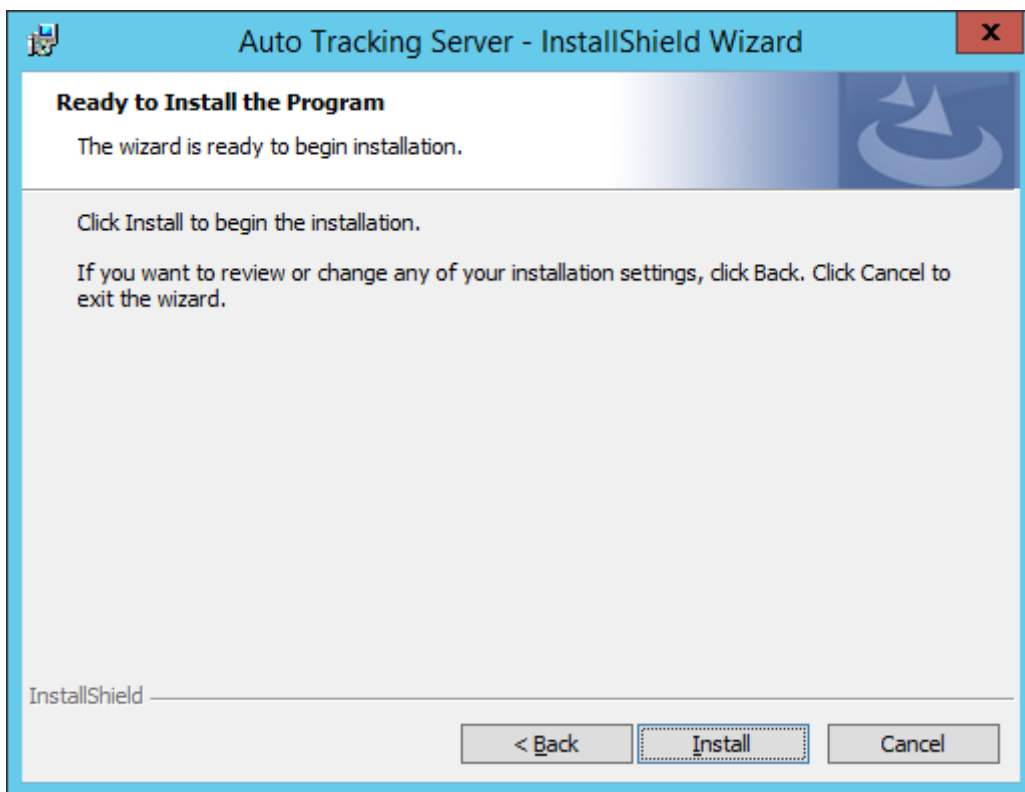 Auto Tracking Server - InstallShield Wizard
x
Ready to Install the Program
The wizard is ready to begin installation.
Click Install to begin the installation.
If you want to review or change any of your installation settings, click Back. Click Cancel to
exit the wizard.
InstallShield
< Back
Install
Cancel